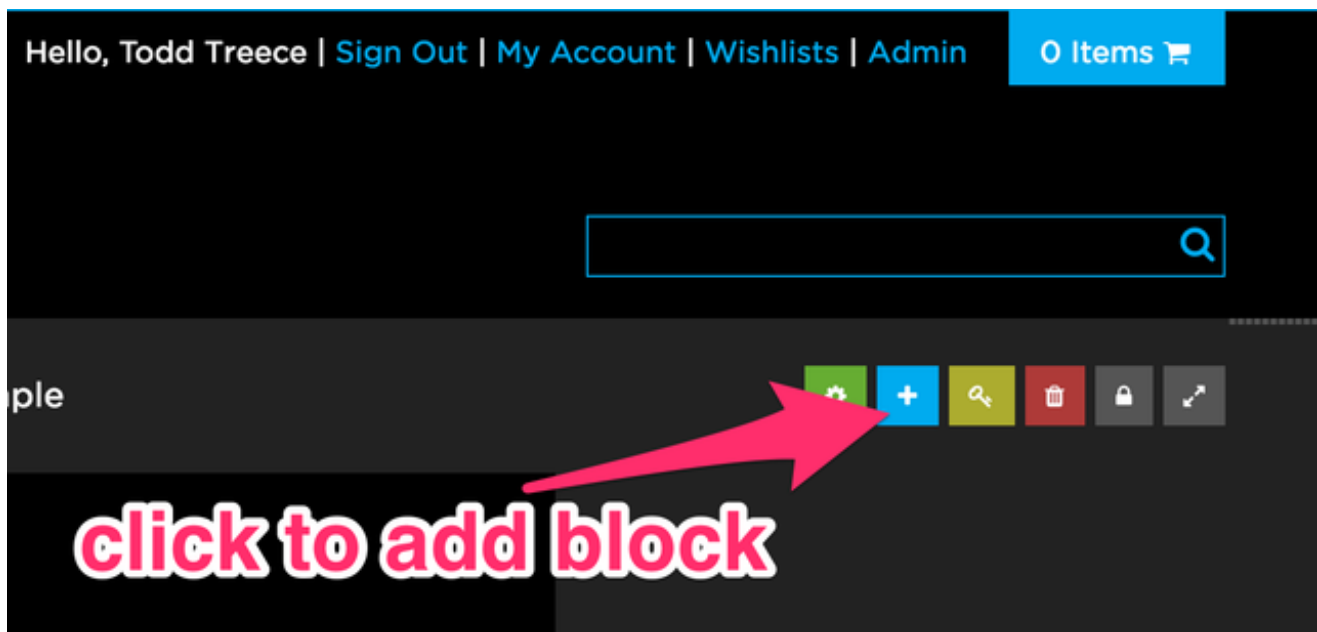 Hello, Todd Treece | Sign Out | My Account | Wishlists | Admin
0 Items
ple
click to add block